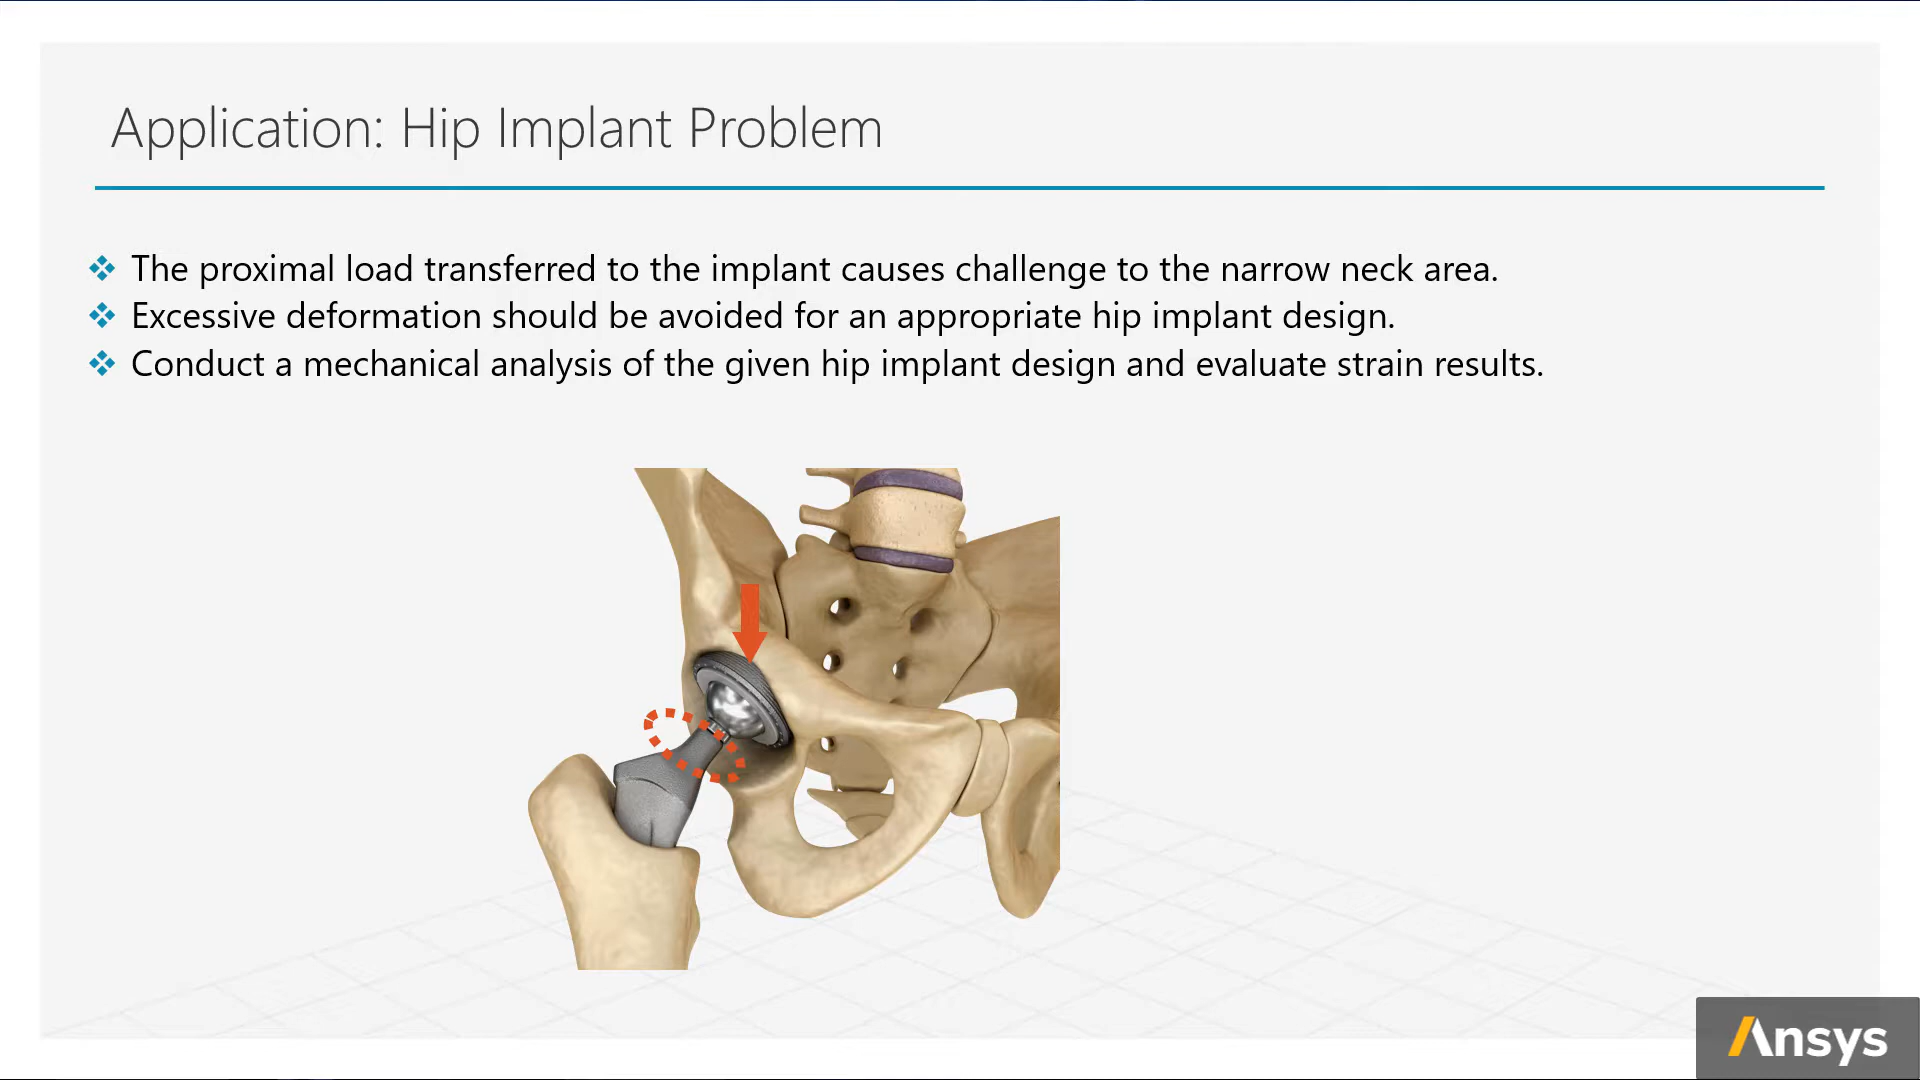 Application: Hip Implant Problem
❖ The proximal load transferred to the implant causes challenge to the narrow neck area.
❖ Excessive deformation should be avoided for an appropriate hip implant design.
❖ Conduct a mechanical analysis of the given hip implant design and evaluate strain results.
Ansys